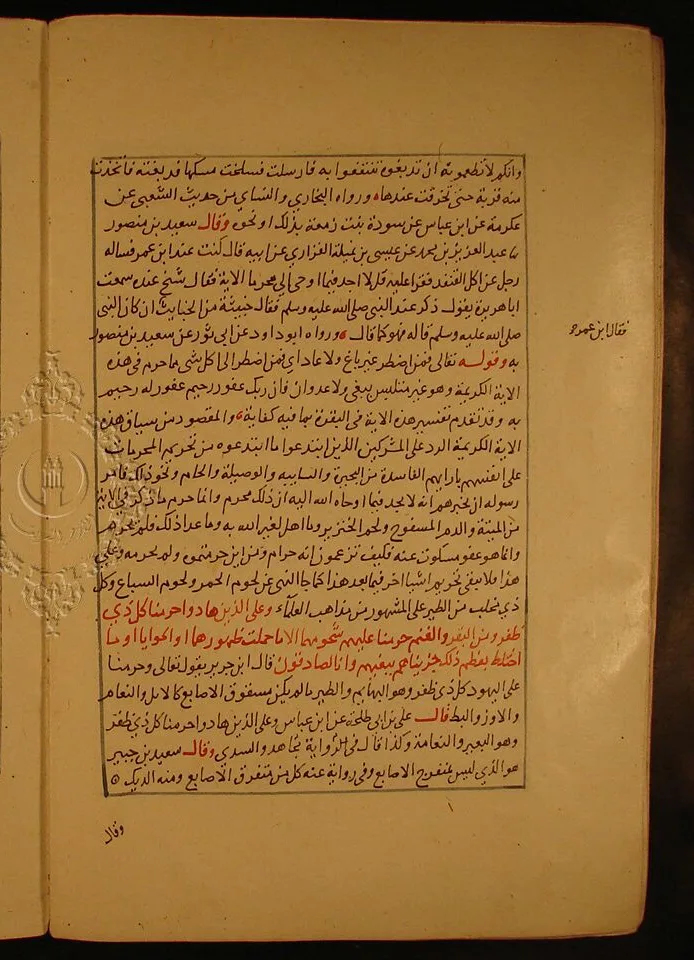 وانكم لا تطعمونه ان تدبغوه تنتفعوا به فارسلت فسلخت مسكها فدبغته فاتخذت
منه قربة حتى تخرقت عندها ورواه البخاري والنساي من حديث الشعبي عن
عكرمة عن ابن عباس عن سودة بنت زمعة بذلك او نحوه وقال سعيد بن منصور
ثنا عبد العزيز بن محمد عن عيسى بن نميلة الفزاري عن ابيه قال كنت عند ابن عمر فساله
رجل عن اكل القنفذ فقرا عليه قل لا اجد فيما اوحي الي محرما الاية فقال شيخ عنده سمعت
ابا هريرة يقول ذكر عند النبي صلى الله عليه وسلم فقال خبيثة من الخبايث ان كان النبي
صلى الله عليه وسلم قاله فهو كما قال ورواه ابو داود عن ابي ثور عن سعيد بن منصور
به وقوله تعالى فمن اضطر غير باغ ولا عاد اي فمن اضطر الى اكل شي مما حرم في هذه
الاية الكريمة وهو غير متلبس ببغي ولا عدوان فان ربك غفور رحيم غفور له رحيم
به وقد تقدم تفسير هذه الاية في البقرة بما فيه كفاية والمقصود من سياق هذه
الاية الكريمة الرد على المشركين الذين ابتدعوا ما ابتدعوه من تحريم المحرمات
على انفسهم بارايهم الفاسدة من البحيرة والسايبه والوصيلة والحام ونحو ذلك فامر
رسوله ان يخبرهم انه لا يجد فيما اوحاه الله اليه ان ذلك محرم وانما حرم ما ذكر في الاية
من الميتة والدم المسفوح ولحم الخنزير وما اهل لغير الله به وما عدا ذلك فلم يحرم
وانما هو عفو مسكوت عنه فكيف تزعمون انه حرام ومن اين حرمتموه ولم يحرمه وعلى
هذا فلا يبقى تحريم اشيا اخر فيما بعد هذا كما جا النهي عن لحوم الحمر ولحوم السباع وكل
ذي مخلب من الطير على المشهور من مذاهب العلماء وعلى الذين هادوا حرمنا كل ذي
ظفر ومن البقر والغنم حرمنا عليهم شحومهما الا ما حملت ظهورهما او الحوايا او ما
اختلط بعظم ذلك جزيناهم ببغيهم وانا لصادقون قال ابن جرير يقول تعالى وحرمنا
على اليهود كل ذي ظفر وهو البهايم والطير ما لم يكن مشقوق الاصابع كالابل والنعام
والاوز والبط قال علي بن ابي طلحة عن ابن عباس وعلى الذين هادوا حرمنا كل ذي ظفر
وهو البعير والنعامة وكذا قال في الرواية مجاهد والسدي وقال سعيد بن جبير
هو الذي ليس بمنفرج الاصابع وفي رواية عنه كل من متفرق الاصابع ومنه الديك
وقال
فقال ابن عمر